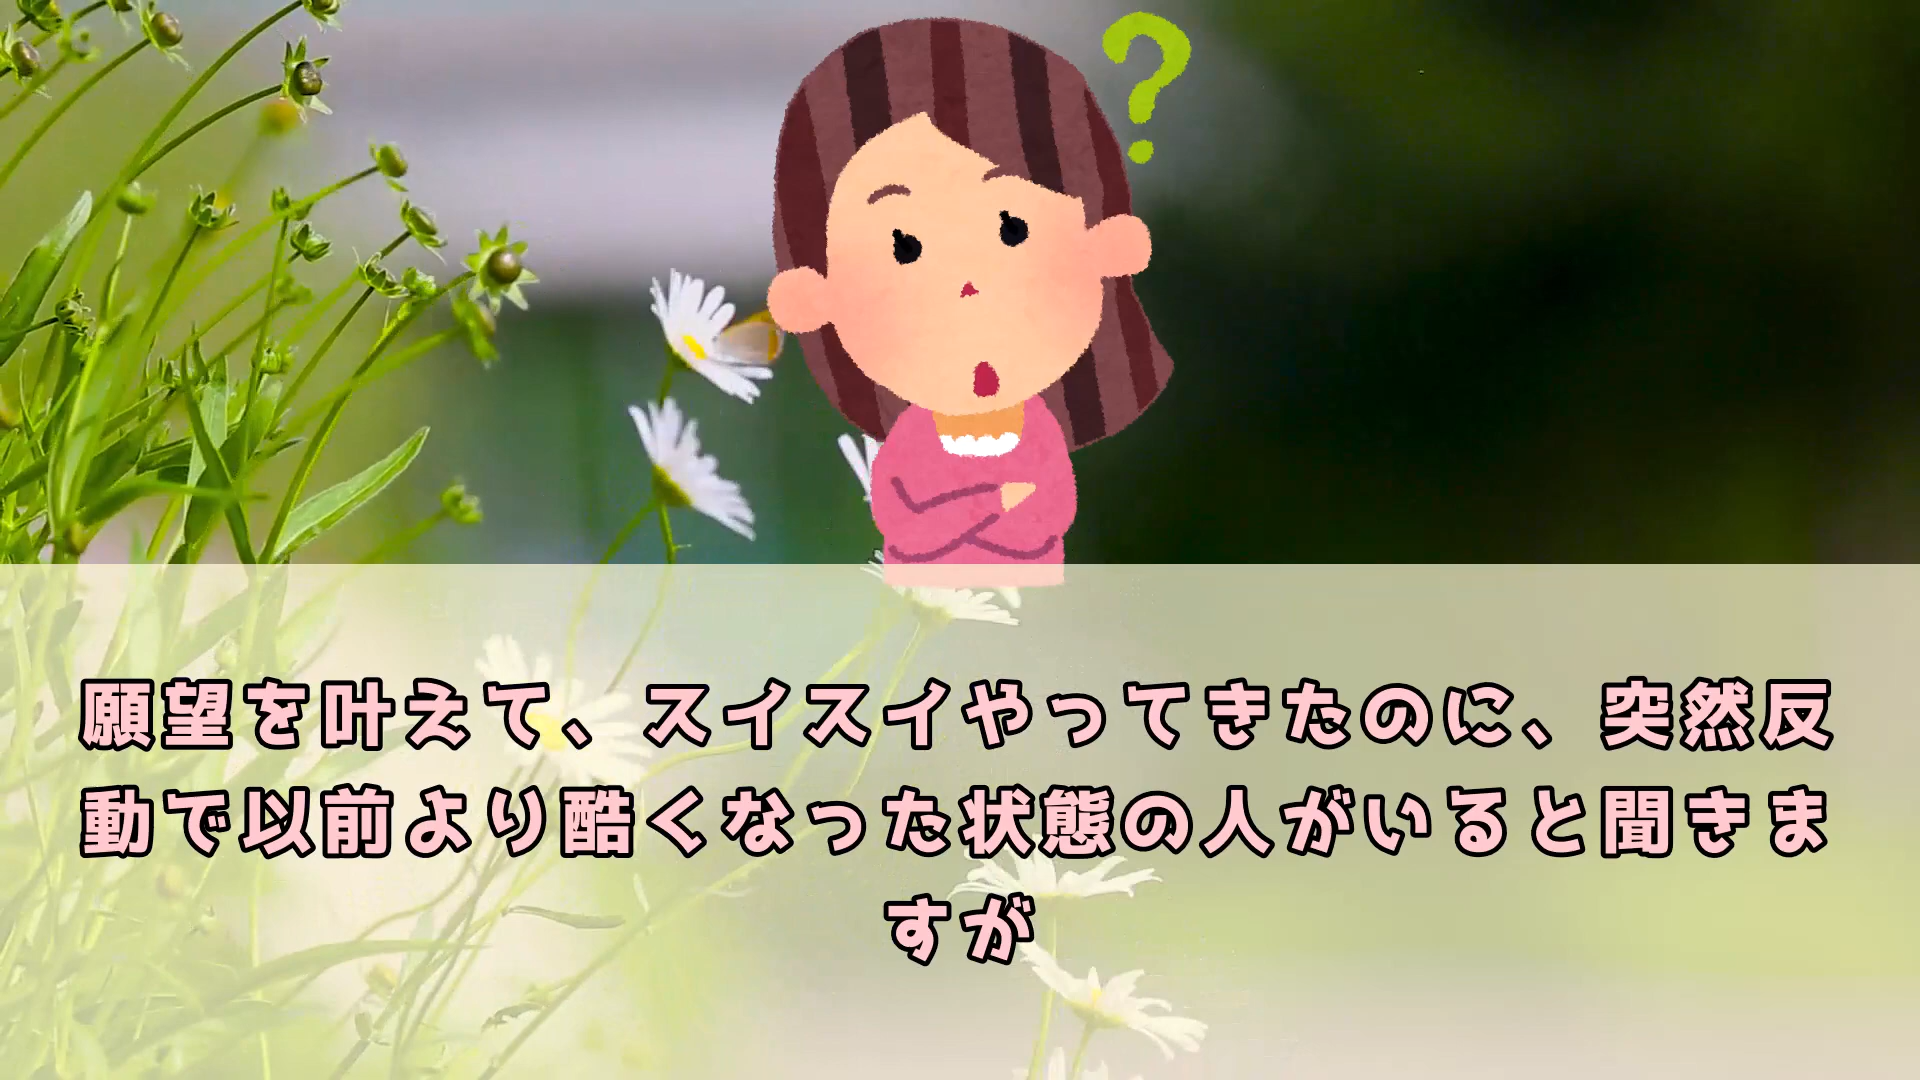 願望を叶えて、スイスイやってきたのに、突然反
動で以前より酷くなった状態の人がいると聞きま
すが
?